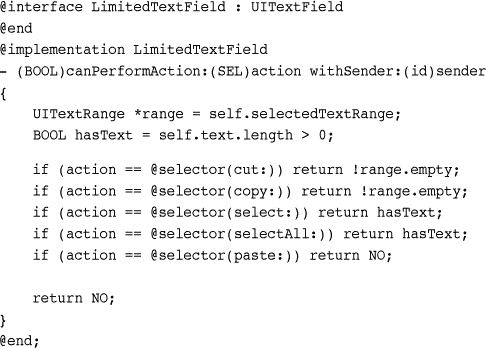 @interface LimitedTextField : UITextField
@end
@implementation LimitedTextField
- (BOOL)canPerformAction:(SEL)action withSender:(id)sender
{
    UITextRange *range = self.selectedTextRange;
    BOOL hasText = self.text.length > 0;

    if (action == @selector(cut:)) return !range.empty;
    if (action == @selector(copy:)) return !range.empty;
    if (action == @selector(select:)) return hasText;
    if (action == @selector(selectAll:)) return hasText;
    if (action == @selector(paste:)) return NO;

    return NO;
}
@end;